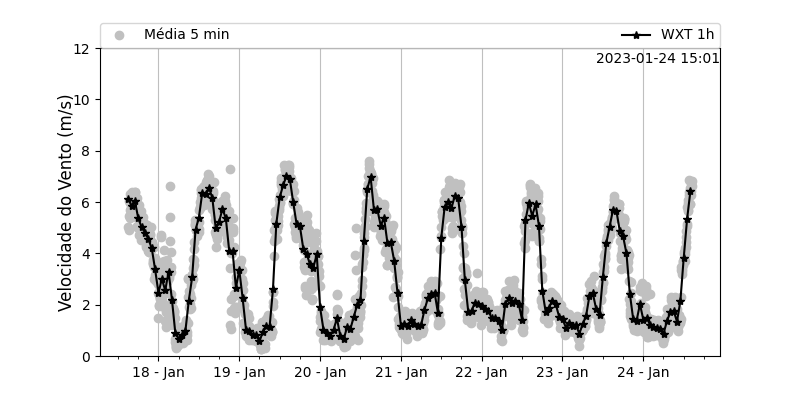 Média 5 min
WXT 1h
2023-01-24 15:01
Velocidade do Vento (m/s)
12
10
8
6
4
2
0
18 - Jan
19 - Jan
20 - Jan
21 - Jan
22 - Jan
23 - Jan
24 - Jan